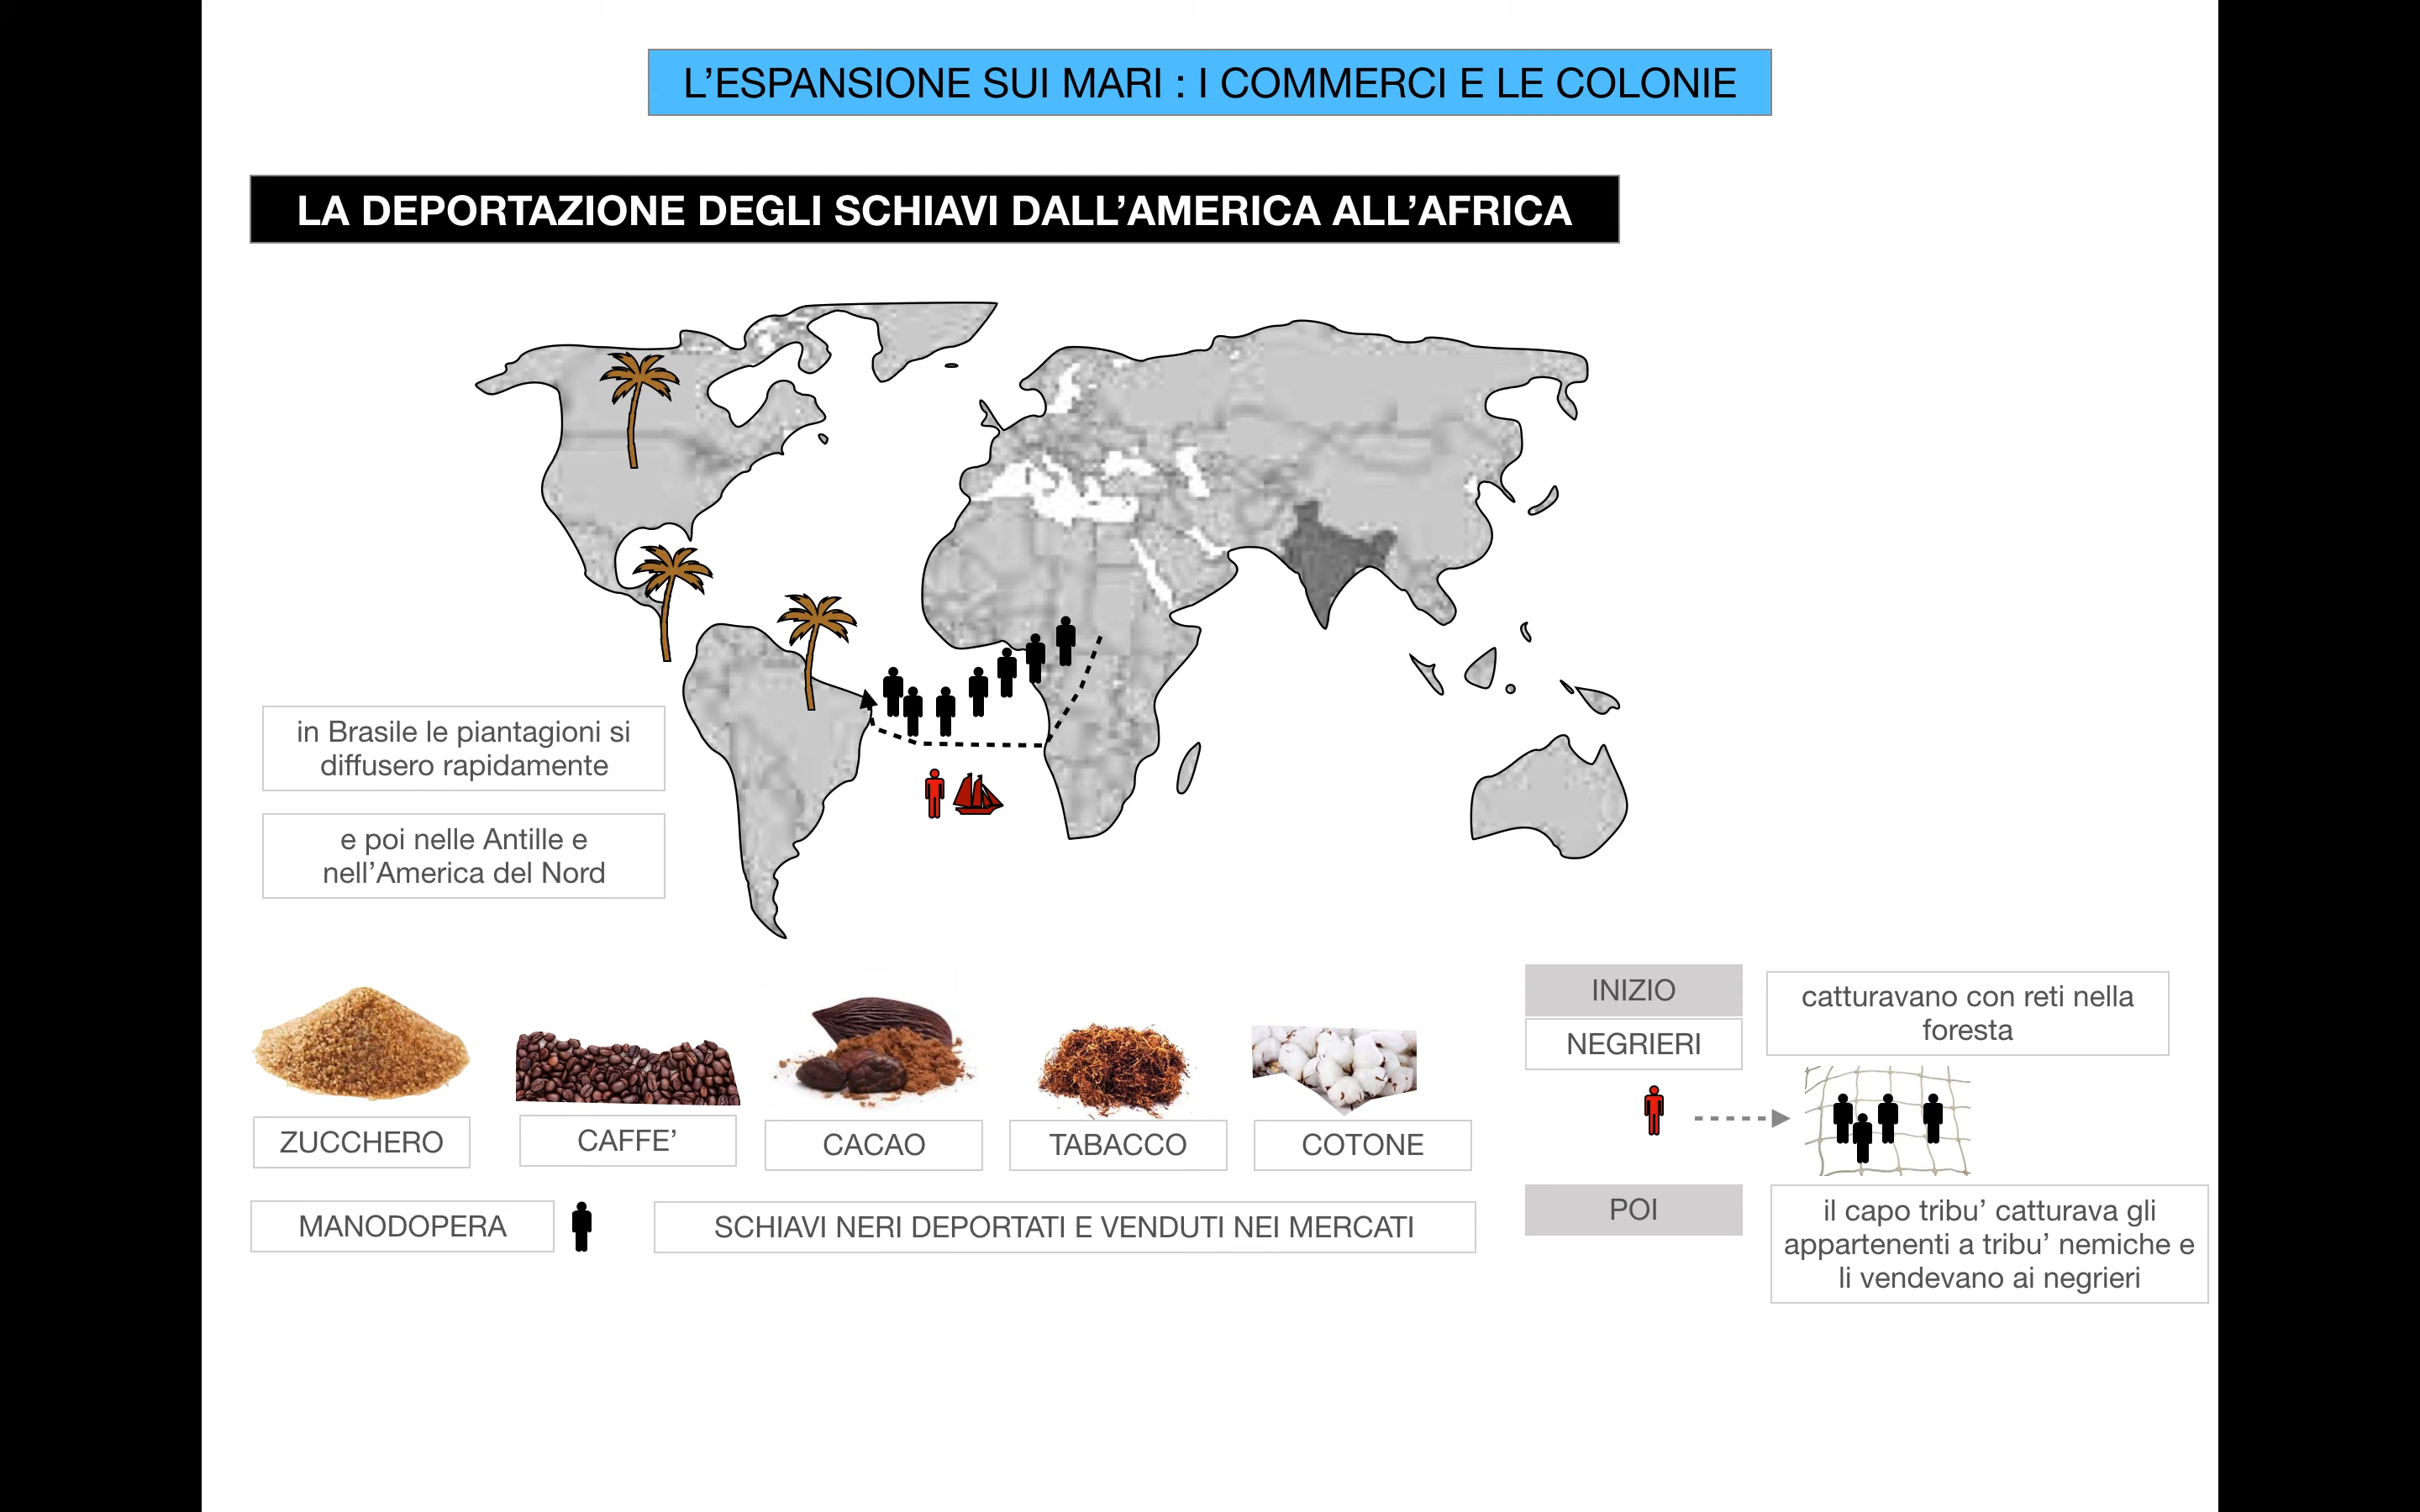 L’ESPANSIONE SUI MARI : I COMMERCI E LE COLONIE
LA DEPORTAZIONE DEGLI SCHIAVI DALL’AMERICA ALL’AFRICA
in Brasile le piantagioni si
diffusero rapidamente
e poi nelle Antille e
nell’America del Nord
ZUCCHERO
CAFFE’
CACAO
TABACCO
COTONE
MANODOPERA
SCHIAVI NERI DEPORTATI E VENDUTI NEI MERCATI
INIZIO
NEGRIERI
catturavano con reti nella
foresta
POI
il capo tribu’ catturava gli
appartenenti a tribu’ nemiche e
li vendevano ai negrieri